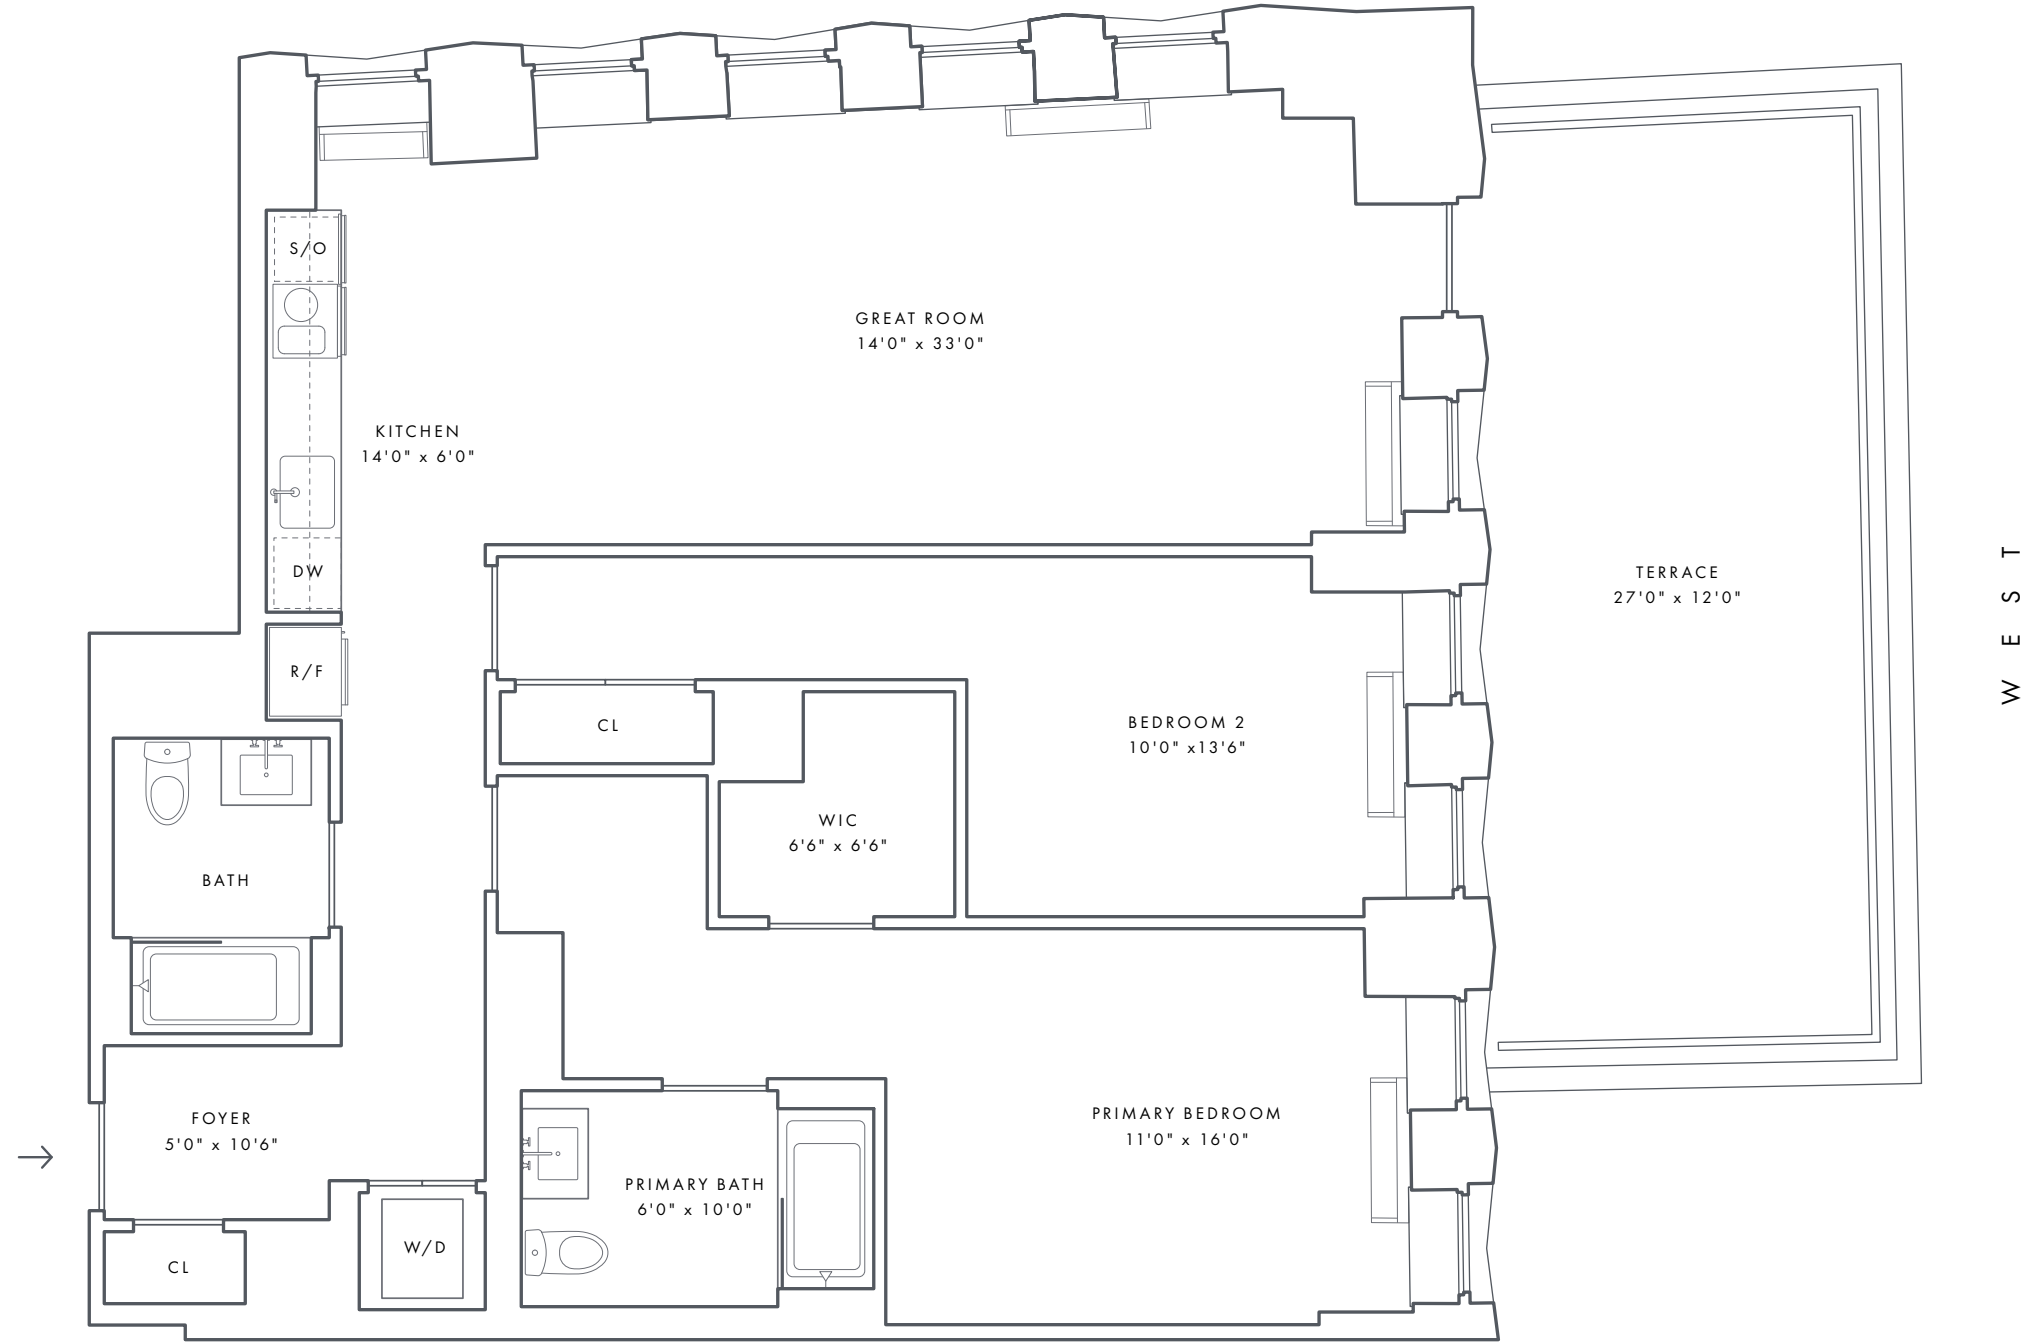 S/O
GREAT ROOM
14'0" x 33'0"
KITCHEN
14'0" x 6'0"
DW
TERRACE
27'0" x 12'0"
WEST
R/F
CL
BEDROOM 2
10'0" x13'6"
WIC
6'6" x 6'6"
BATH
FOYER
5'0" x 10'6"
PRIMARY BEDROOM
11'0" x 16'0"
PRIMARY BATH
6'0" x 10'0"
W/D
CL